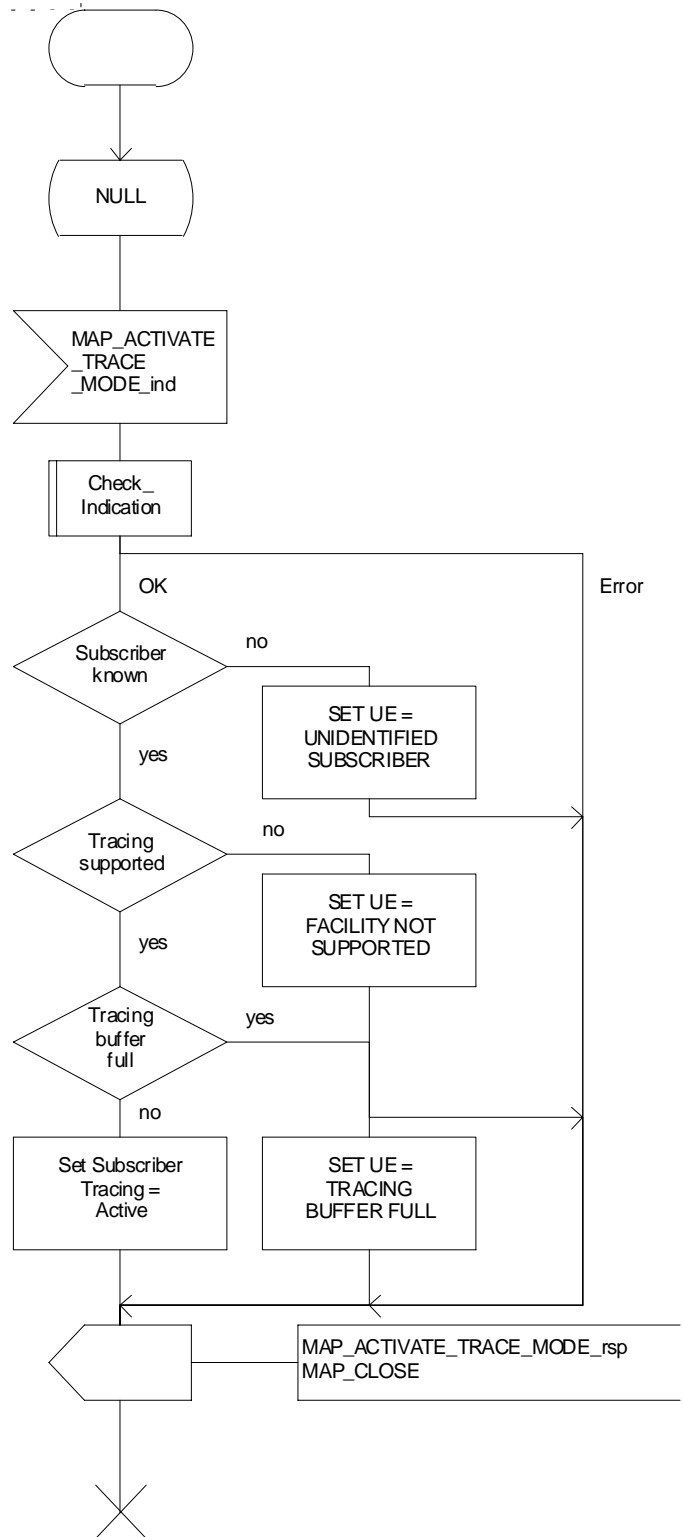 NULL
MAP_ACTIVATE
_TRACE
_MODE_ind
Check_
Indication
OK
Error
Subscriber
known
no
SET UE =
UNIDENTIFIED
SUBSCRIBER
yes
Tracing
supported
no
SET UE =
FACILITY NOT
SUPPORTED
yes
Tracing
buffer
full
yes
no
Set Subscriber
Tracing =
Active
SET UE =
TRACING
BUFFER FULL
MAP_ACTIVATE_TRACE_MODE_rsp
MAP_CLOSE